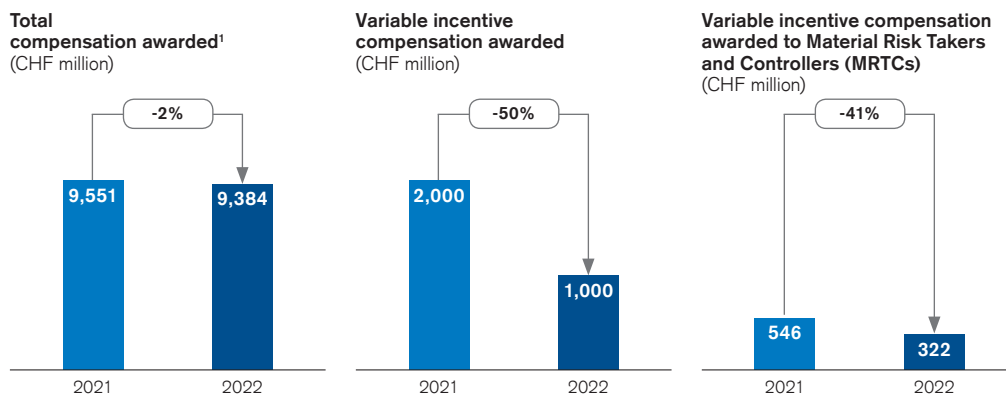 Total
compensation awarded¹
(CHF million)
-2%
9,551
9,384
2021
2022
Variable incentive
compensation awarded
(CHF million)
-50%
2,000
1,000
2021
2022
Variable incentive compensation
awarded to Material Risk Takers
and Controllers (MRTCs)
(CHF million)
-41%
546
322
2021
2022